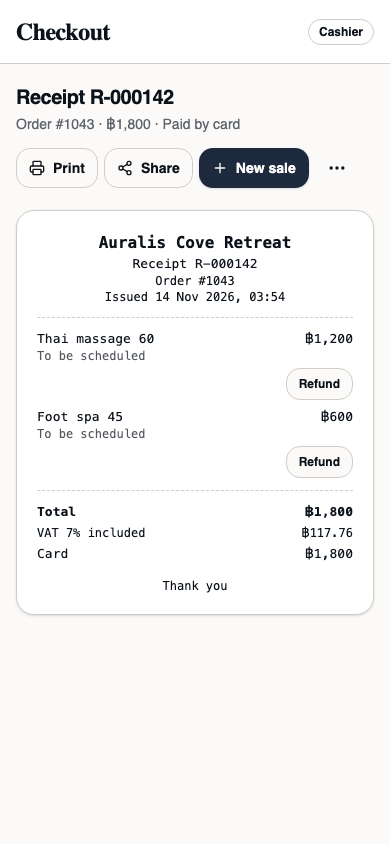 Checkout
Cashier
Receipt R-000142
Order #1043 · ฿1,800 · Paid by card
Print
Share
New sale
Auralis Cove Retreat
Receipt R-000142
Order #1043
Issued 14 Nov 2026, 03:54
Thai massage 60 ฿1,200
To be scheduled
Refund
Foot spa 45 ฿600
To be scheduled
Refund
Total ฿1,800
VAT 7% included ฿117.76
Card ฿1,800
Thank you